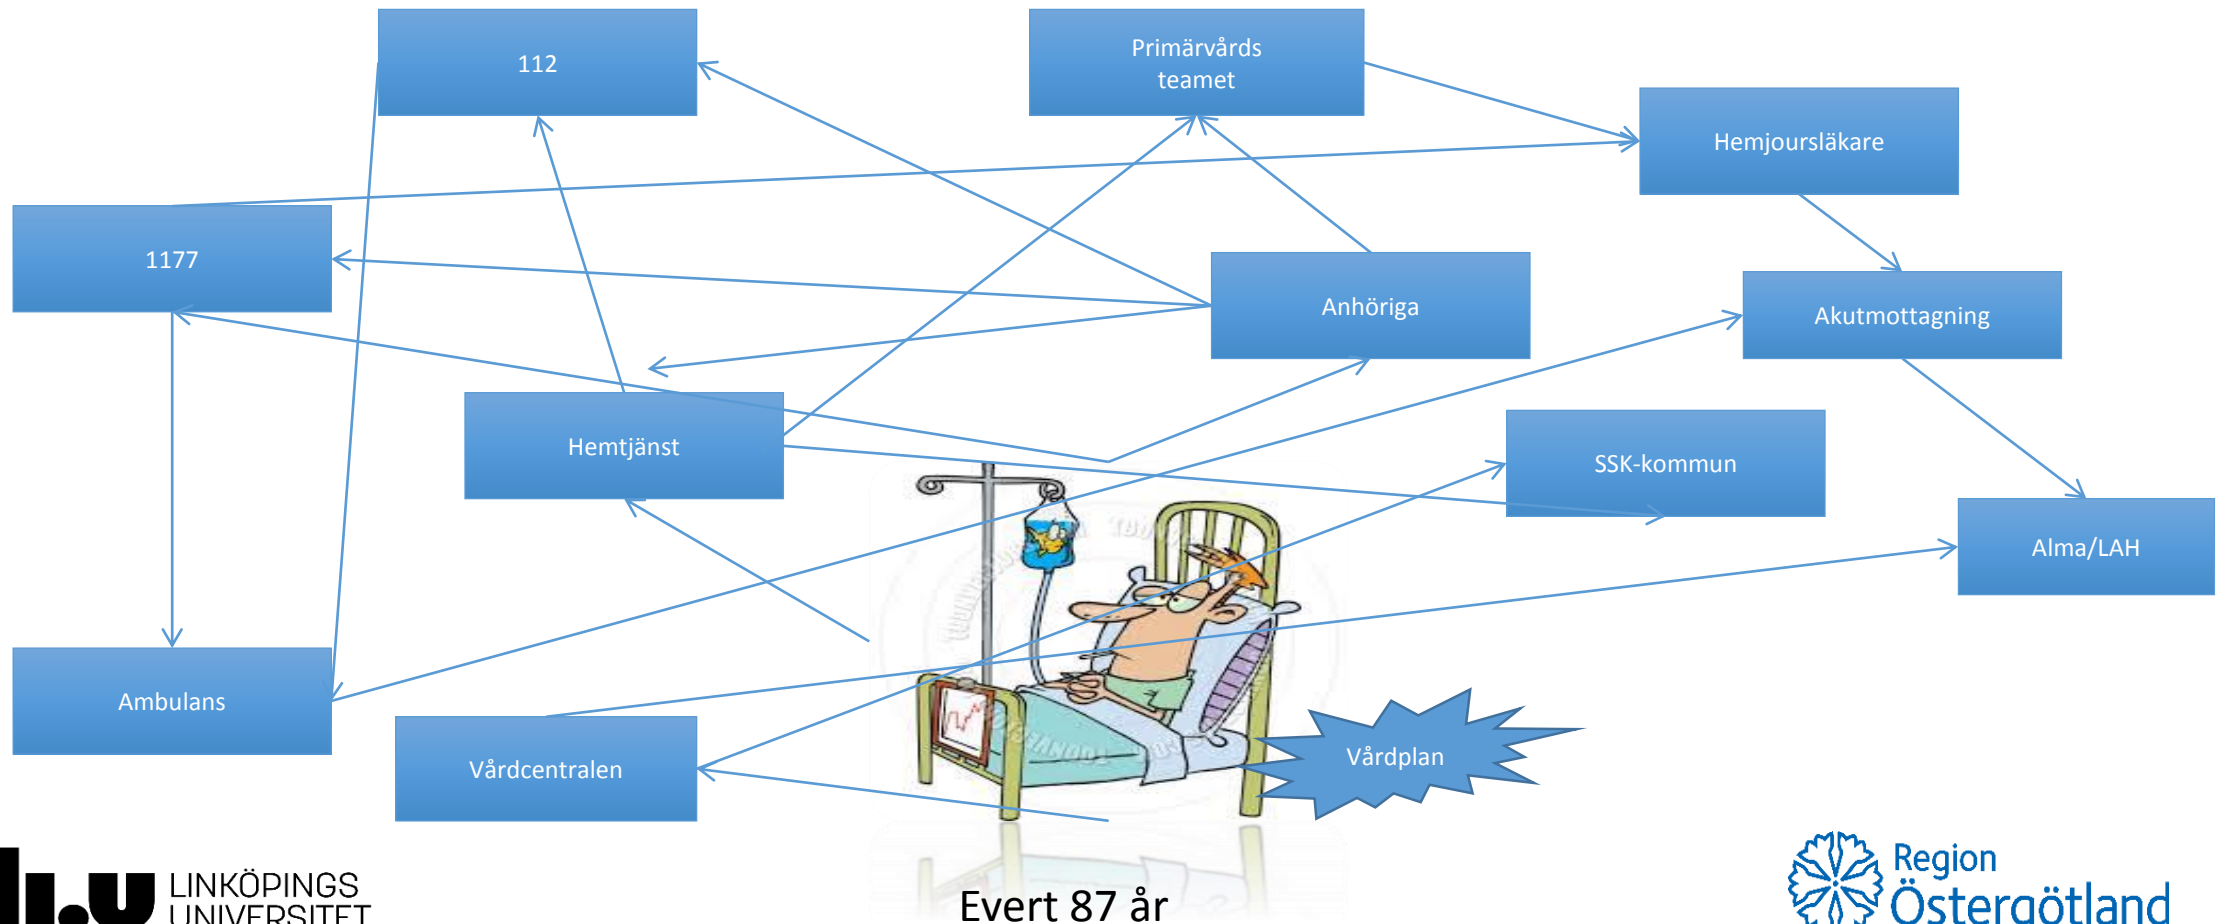 112
Primärvårds
teamet
Hemjoursläkare
1177
Anhöriga
Akutmottagning
Hemtjänst
SSK-kommun
Alma/LAH
Ambulans
Vårdcentralen
Vårdplan
LINKÖPINGS
UNIVERSITET
Evert 87 år
Region
Östergötland